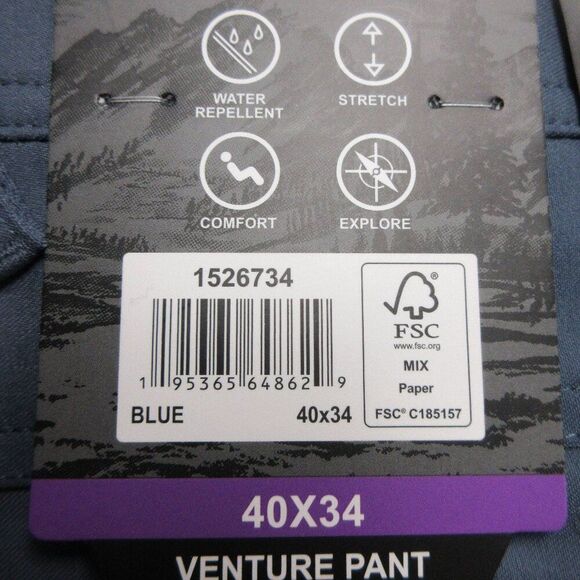 WATER
REPELLENT
STRETCH
COMFORT
EXPLORE
1526734
1 95365 64862 9
BLUE 40x34
FSC®
www.fsc.org
MIX
Paper
FSC® C185157
40X34
VENTURE PANT